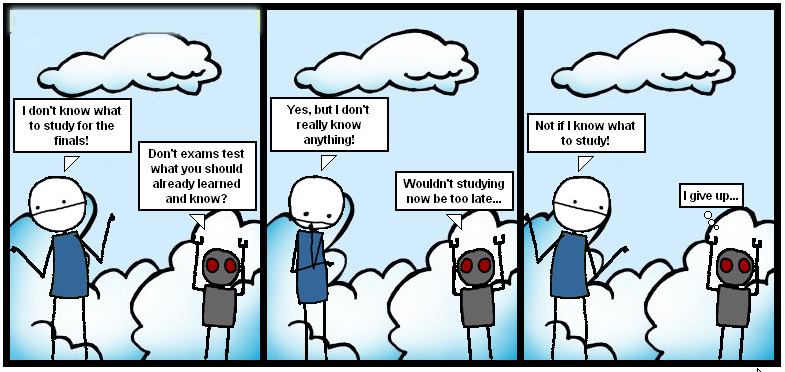 I don't know what
to study for the
finals!
Don't exams test
what you should
already learned
and know?
Yes, but I don't
really know
anything!
Wouldn't studying
now be too late...
Not if I know what
to study!
I give up...